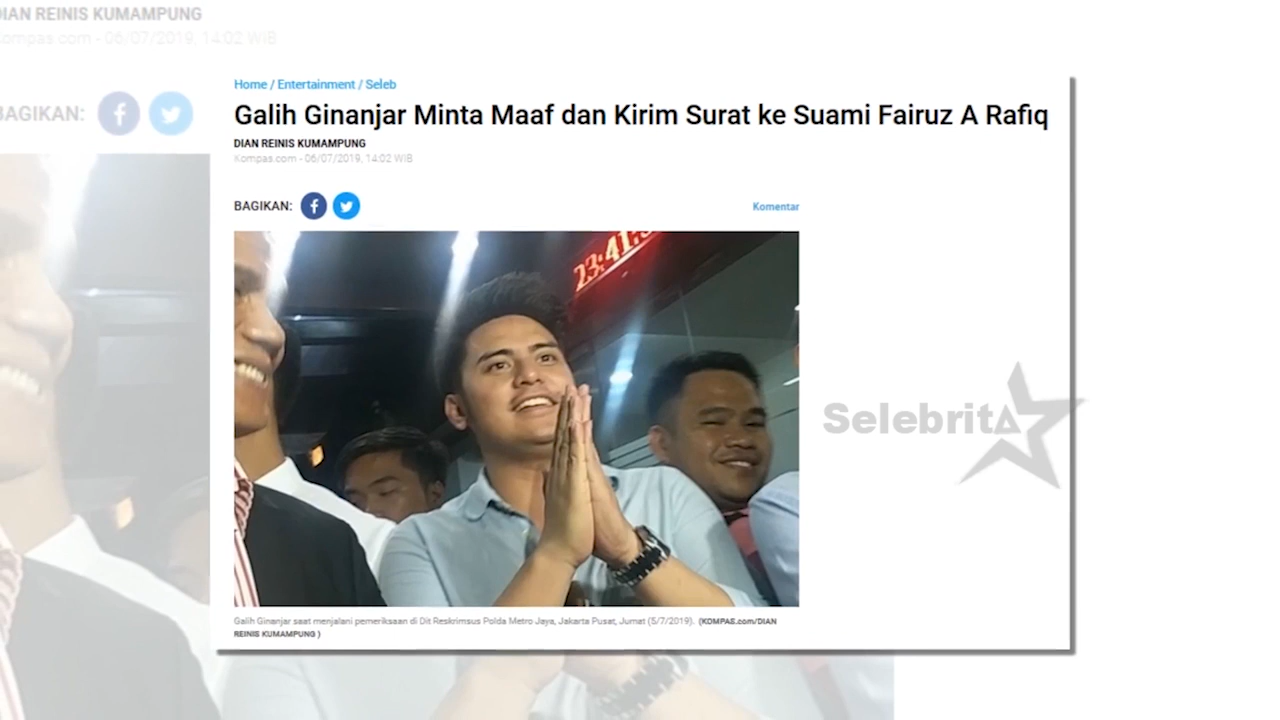 DIAN REINIS KUMAMPUNG
Kompas.com - 06/07/2019, 14:02 WIB
BAGIKAN:
Home / Entertainment / Seleb
Galih Ginanjar Minta Maaf dan Kirim Surat ke Suami Fairuz A Rafiq
DIAN REINIS KUMAMPUNG
Kompas.com - 06/07/2019, 14:02 WIB
BAGIKAN:
Komentar
23:41:
Selebrita
Galih Ginanjar saat menjalani pemeriksaan di Dit Reskrimsus Polda Metro Jaya, Jakarta Pusat, Jumat (5/7/2019). (KOMPAS.com/DIAN
REINIS KUMAMPUNG )